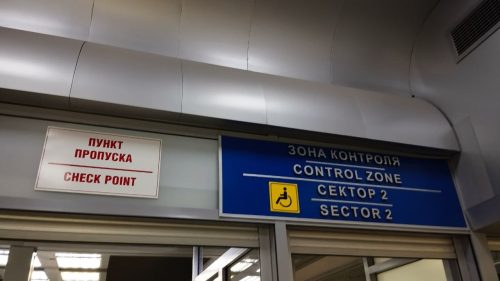 ПУНКТ
ПРОПУСКА
CHECK POINT
ЗОНА КОНТРОЛЯ
CONTROL ZONE
СЕКТОР 2
SECTOR 2